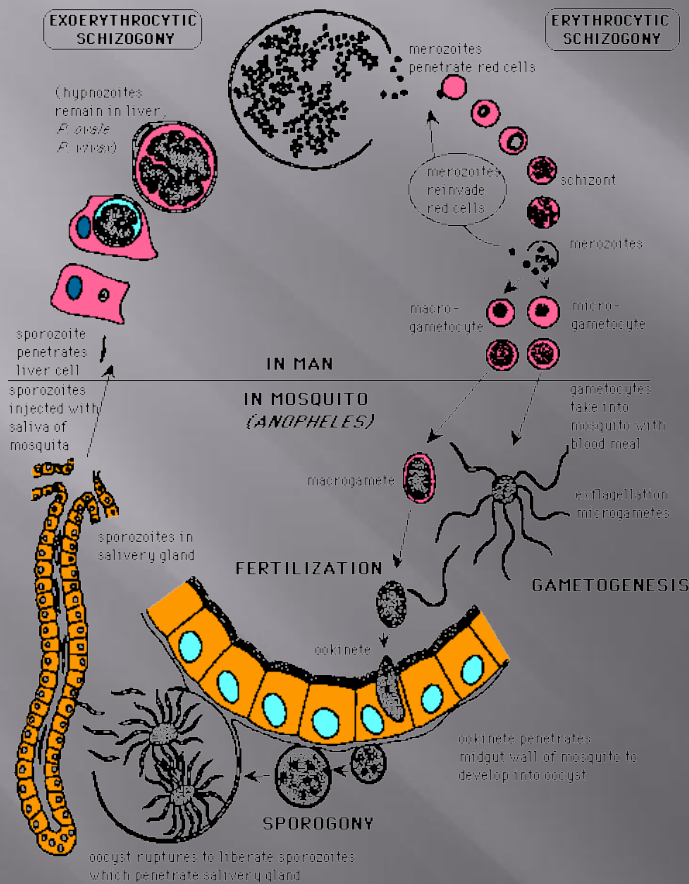 EXOERYTHROCYTIC
SCHIZOGONY
ERYTHROCYTIC
SCHIZOGONY
merozoites
penetrate red cells
(hypnozoites
remain in liver,
P. ovale
P. vivax)
merozoites
reinvade
red cells
schizont
merozoites
macro-
gametocyte
micro-
gametocyte
sporozoite
penetrates
liver cell
IN MAN
sporozoites
injected with
saliva of
mosquita
IN MOSQUITO
(ANOPHELES)
gametocytes
take into
mosquito with
blood meal
macrogamete
exflagellation
microgametes
sporozoites in
salivery gland
FERTILIZATION
GAMETOGENESIS
ookinete
ookinete penetrates
midgut wall of mosquito to
develop into oocyst
SPOROGONY
oocyst ruptures to liberate sporozoites
which penetrate salivery gland